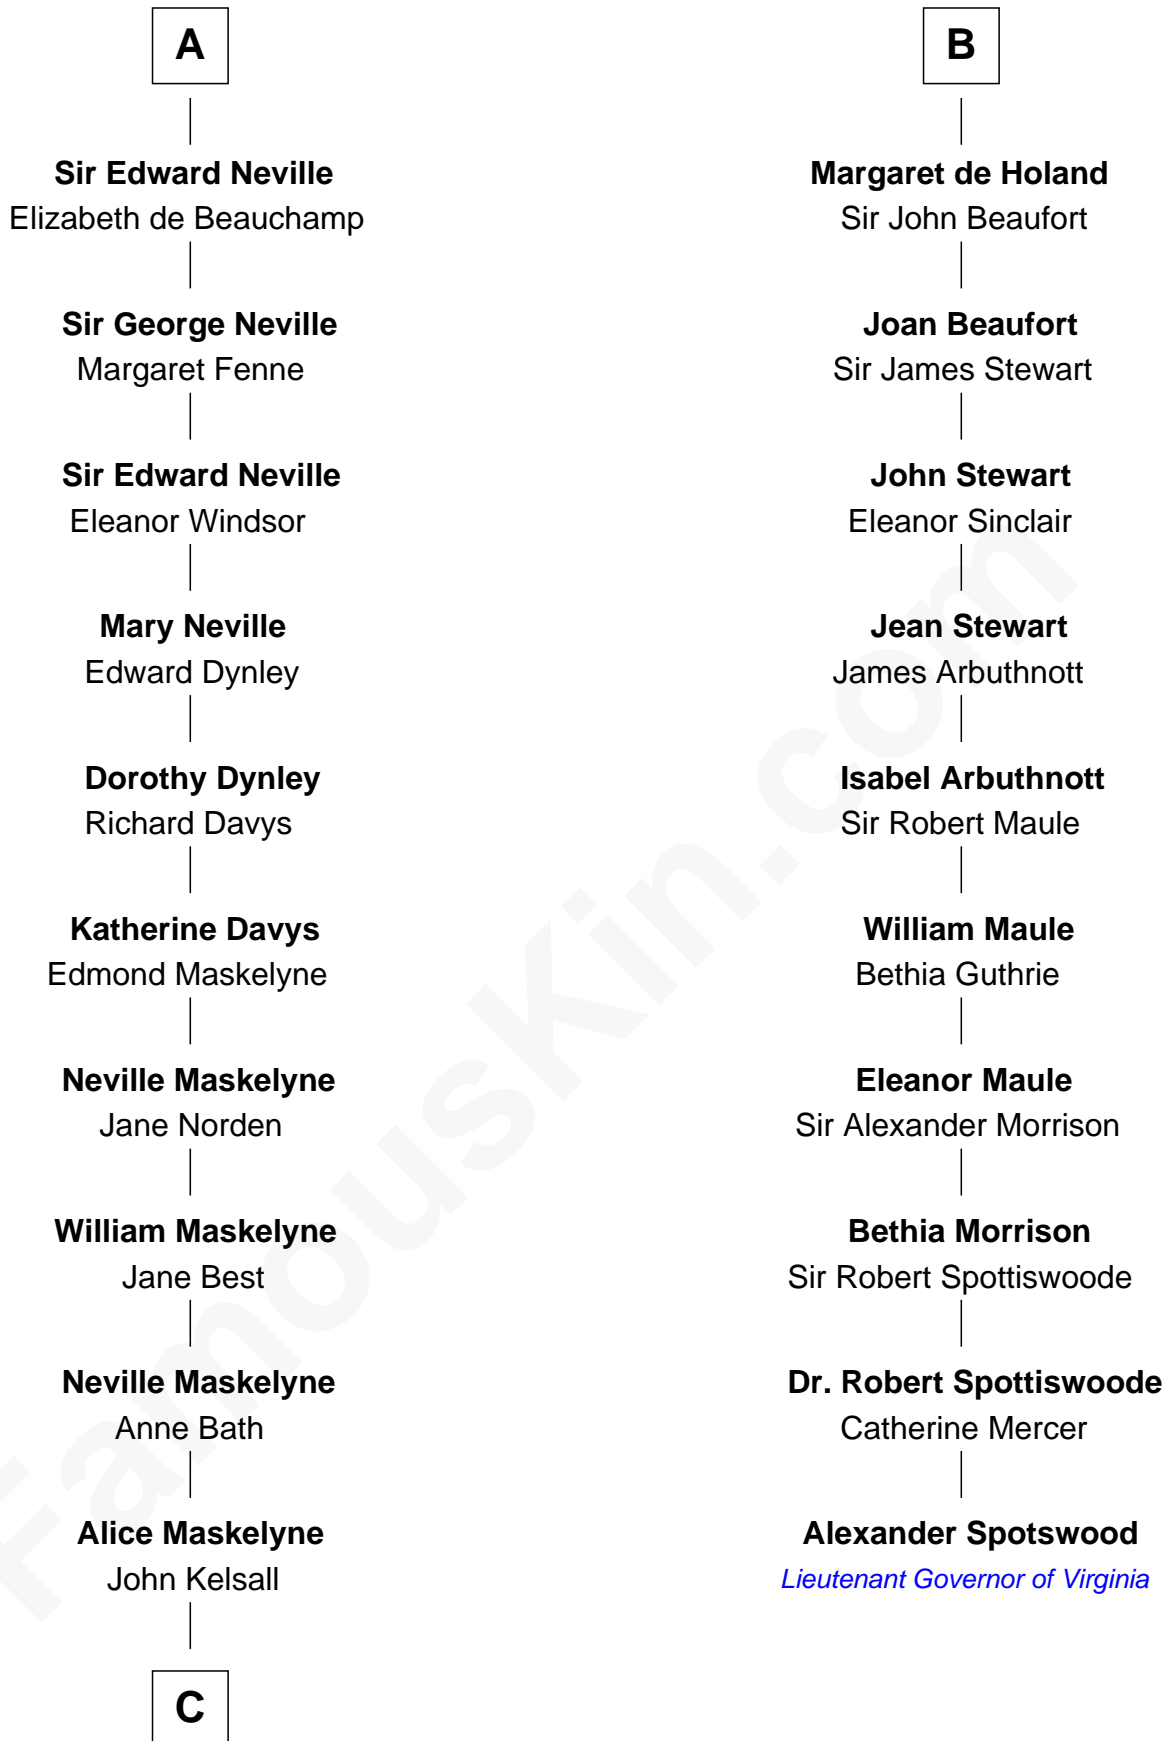 A
Sir Edward Neville
Elizabeth de Beauchamp
Sir George Neville
Margaret Fenne
Sir Edward Neville
Eleanor Windsor
Mary Neville
Edward Dynley
Dorothy Dynley
Richard Davys
Katherine Davys
Edmond Maskelyne
Neville Maskelyne
Jane Norden
William Maskelyne
Jane Best
Neville Maskelyne
Anne Bath
Alice Maskelyne
John Kelsall
C
B
Margaret de Holand
Sir John Beaufort
Joan Beaufort
Sir James Stewart
John Stewart
Eleanor Sinclair
Jean Stewart
James Arbuthnott
Isabel Arbuthnott
Sir Robert Maule
William Maule
Bethia Guthrie
Eleanor Maule
Sir Alexander Morrison
Bethia Morrison
Sir Robert Spottiswoode
Dr. Robert Spottiswoode
Catherine Mercer
Alexander Spotswood
Lieutenant Governor of Virginia
FamousKin.com